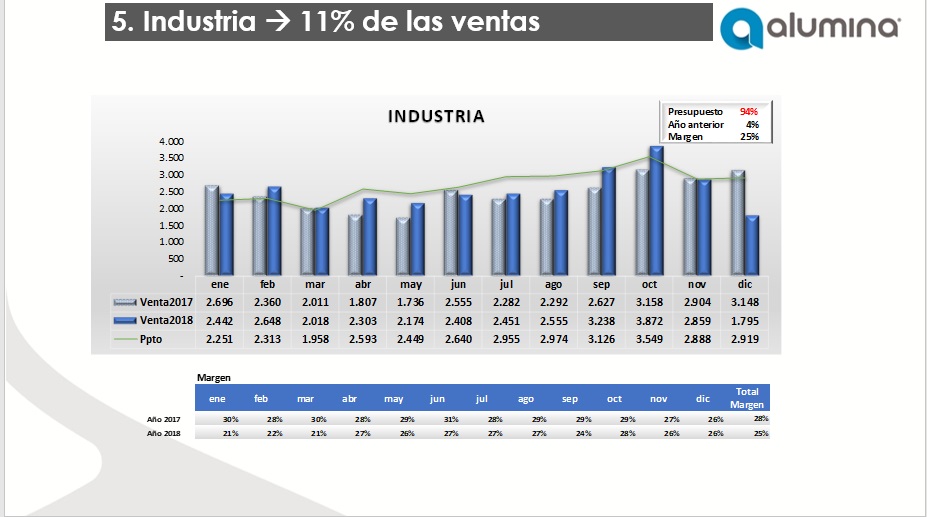 5. Industria → 11% de las ventas
alumina
INDUSTRIA
Presupuesto 94%
Año anterior 4%
Margen 25%
4.000
3.500
3.000
2.500
2.000
1.500
1.000
500
-
ene feb mar abr may jun jul ago sep oct nov dic
Venta2017 2.696 2.360 2.011 1.807 1.736 2.555 2.282 2.292 2.627 3.158 2.904 3.148
Venta2018 2.442 2.648 2.018 2.303 2.174 2.408 2.451 2.555 3.238 3.872 2.859 1.795
Ppto 2.251 2.313 1.958 2.593 2.449 2.640 2.955 2.974 3.126 3.549 2.888 2.919
Margen
ene feb mar abr may jun jul ago sep oct nov dic Total Margen
Año 2017 30% 28% 30% 28% 29% 31% 28% 29% 29% 29% 27% 26% 28%
Año 2018 21% 22% 21% 27% 26% 27% 27% 27% 24% 28% 26% 26% 25%